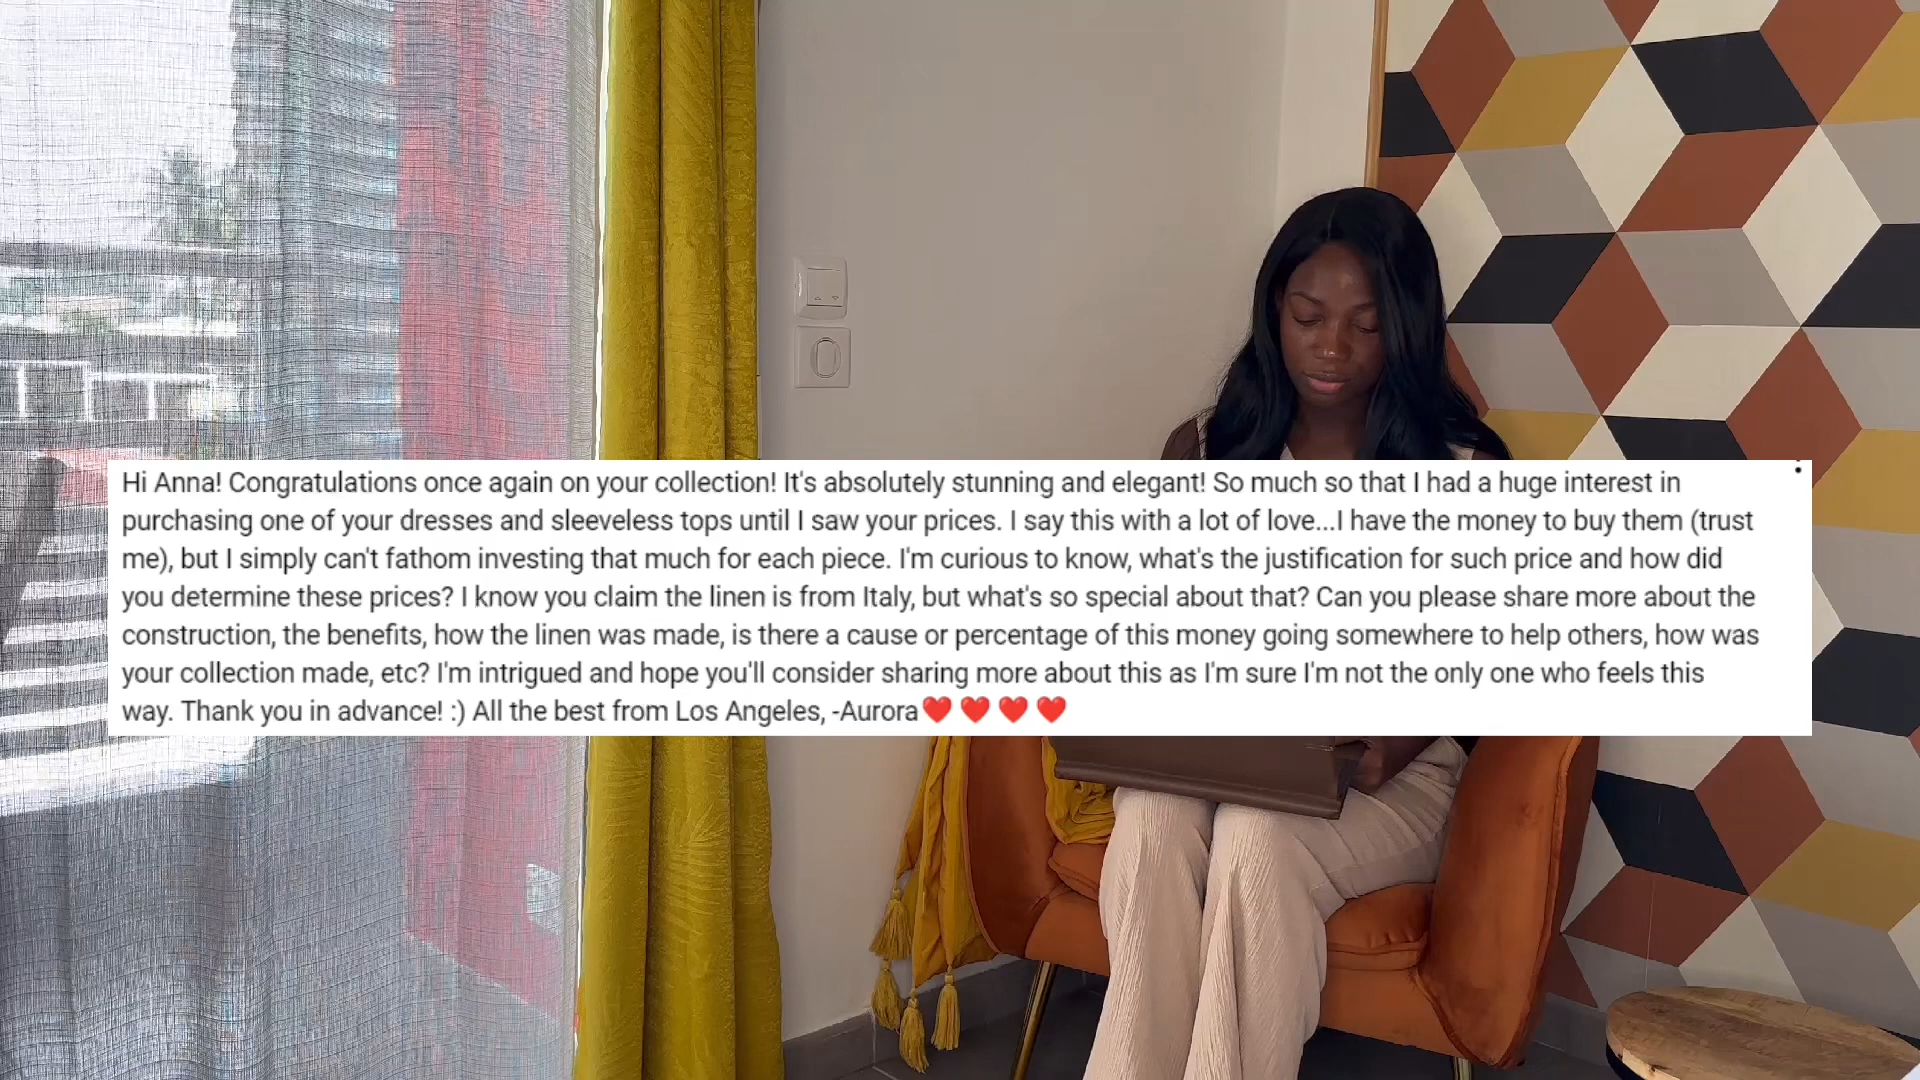 Hi Anna! Congratulations once again on your collection! It's absolutely stunning and elegant! So much so that I had a huge interest in
purchasing one of your dresses and sleeveless tops until I saw your prices. I say this with a lot of love...I have the money to buy them (trust
me), but I simply can't fathom investing that much for each piece. I'm curious to know, what's the justification for such price and how did
you determine these prices? I know you claim the linen is from Italy, but what's so special about that? Can you please share more about the
construction, the benefits, how the linen was made, is there a cause or percentage of this money going somewhere to help others, how was
your collection made, etc? I'm intrigued and hope you'll consider sharing more about this as I'm sure I'm not the only one who feels this
way. Thank you in advance! :) All the best from Los Angeles, -Aurora❤️ ❤️ ❤️ ❤️